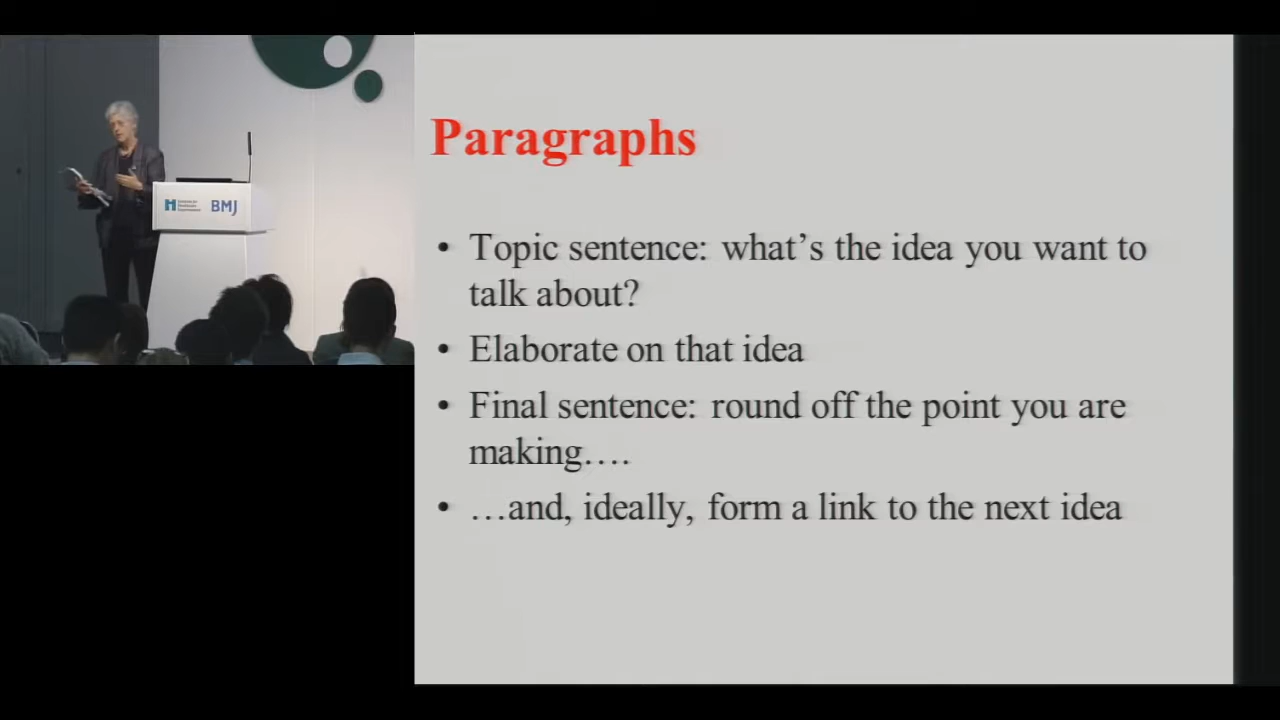 BMJ
Paragraphs
• Topic sentence: what’s the idea you want to
talk about?
• Elaborate on that idea
• Final sentence: round off the point you are
making….
• …and, ideally, form a link to the next idea